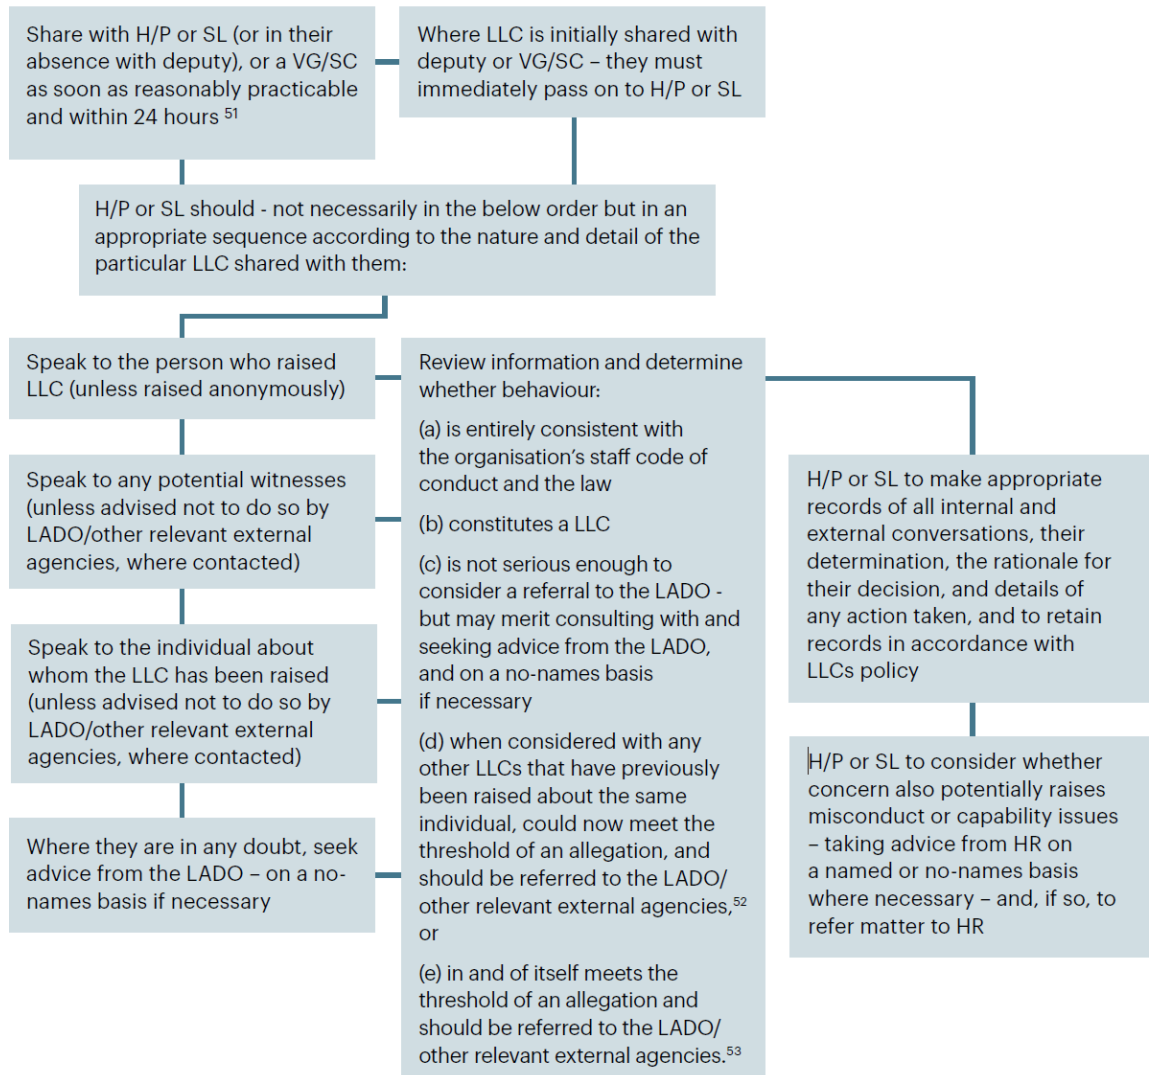 Share with H/P or SL (or in their
absence with deputy), or a VG/SC
as soon as reasonably practicable
and within 24 hours 51
Where LLC is initially shared with
deputy or VG/SC – they must
immediately pass on to H/P or SL
H/P or SL should - not necessarily in the below order but in an
appropriate sequence according to the nature and detail of the
particular LLC shared with them:
Speak to the person who raised
LLC (unless raised anonymously)
Speak to any potential witnesses
(unless advised not to do so by
LADO/other relevant external
agencies, where contacted)
Speak to the individual about
whom the LLC has been raised
(unless advised not to do so by
LADO/other relevant external
agencies, where contacted)
Where they are in any doubt, seek
advice from the LADO – on a no-
names basis if necessary
Review information and determine
whether behaviour:
(a) is entirely consistent with
the organisation’s staff code of
conduct and the law
(b) constitutes a LLC
(c) is not serious enough to
consider a referral to the LADO -
but may merit consulting with and
seeking advice from the LADO,
and on a no-names basis
if necessary
(d) when considered with any
other LLCs that have previously
been raised about the same
individual, could now meet the
threshold of an allegation, and
should be referred to the LADO/
other relevant external agencies,52
or
(e) in and of itself meets the
threshold of an allegation and
should be referred to the LADO/
other relevant external agencies.53
H/P or SL to make appropriate
records of all internal and
external conversations, their
determination, the rationale for
their decision, and details of
any action taken, and to retain
records in accordance with
LLCs policy
H/P or SL to consider whether
concern also potentially raises
misconduct or capability issues
– taking advice from HR on
a named or no-names basis
where necessary – and, if so, to
refer matter to HR